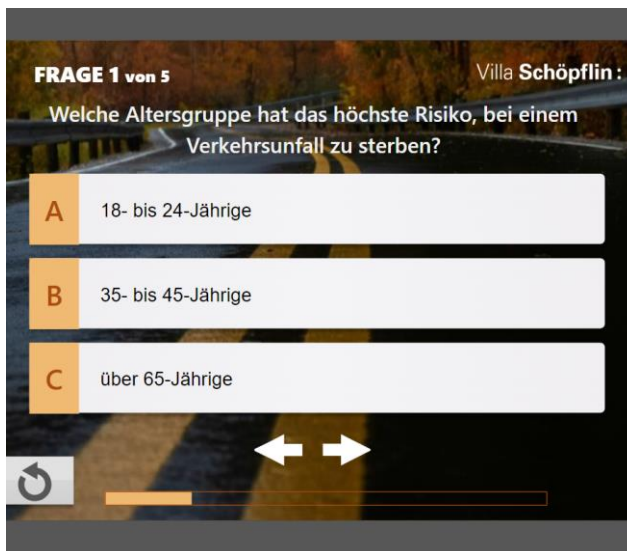 FRAGE 1 von 5
Villa Schöpflin :
Welche Altersgruppe hat das höchste Risiko, bei einem
Verkehrsunfall zu sterben?
A 18- bis 24-Jährige
B 35- bis 45-Jährige
C über 65-Jährige